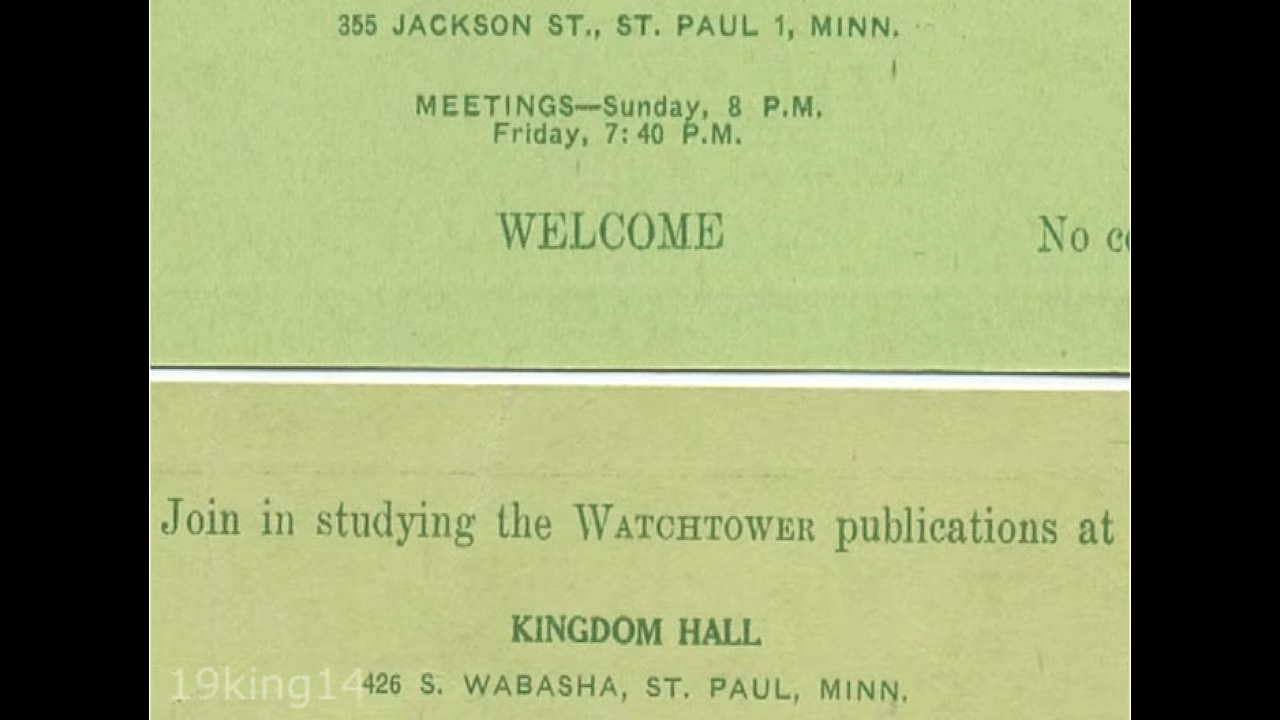 355 JACKSON ST., ST. PAUL 1, MINN.
MEETINGS—Sunday, 8 P.M.
Friday, 7:40 P.M.
WELCOME
No
Join in studying the WATCHTOWER publications at
KINGDOM HALL
426 S. WABASHA, ST. PAUL, MINN.
19king14